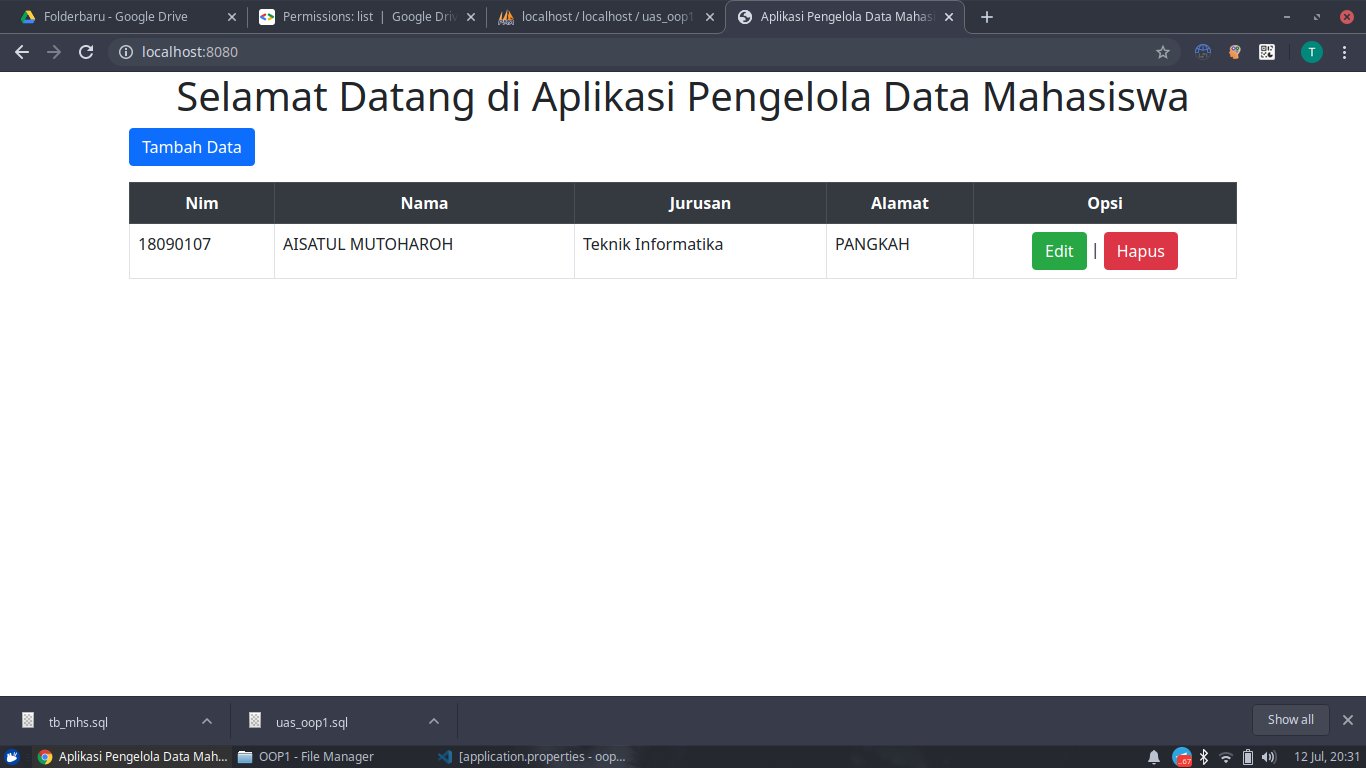 Folderbaru - Google Drive
Permissions: list | Google Driv
localhost / localhost / uas_oop1
Aplikasi Pengelola Data Mahasi
localhost:8080
T
Selamat Datang di Aplikasi Pengelola Data Mahasiswa
Tambah Data
Nim Nama Jurusan Alamat Opsi
18090107 AISATUL MUTOHAROH Teknik Informatika PANGKAH Edit | Hapus
tb_mhs.sql
uas_oop1.sql
Show all
Aplikasi Pengelola Data Mah...
OOP1 - File Manager
[application.properties - oop...
..67
12 Jul, 20:31